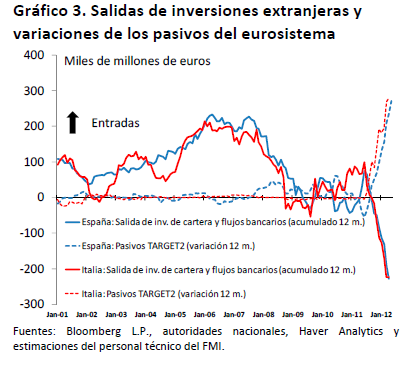 Gráfico 3. Salidas de inversiones extranjeras y
variaciones de los pasivos del eurosistema
400
Miles de millones de euros
300
Entradas
200
100
0
España: Salida de inv. de cartera y flujos bancarios (acumulado 12 m.)
-100
España: Pasivos TARGET2 (variación 12 m.)
Italia: Salida de inv. de cartera y flujos bancarios (acumulado 12 m.)
-200
Italia: Pasivos TARGET2 (variación 12 m.)
-300
Jan-01 Jan-02 Jan-03 Jan-04 Jan-05 Jan-06 Jan-07 Jan-08 Jan-09 Jan-10 Jan-11 Jan-12
Fuentes: Bloomberg L.P., autoridades nacionales, Haver Analytics y
estimaciones del personal técnico del FMI.